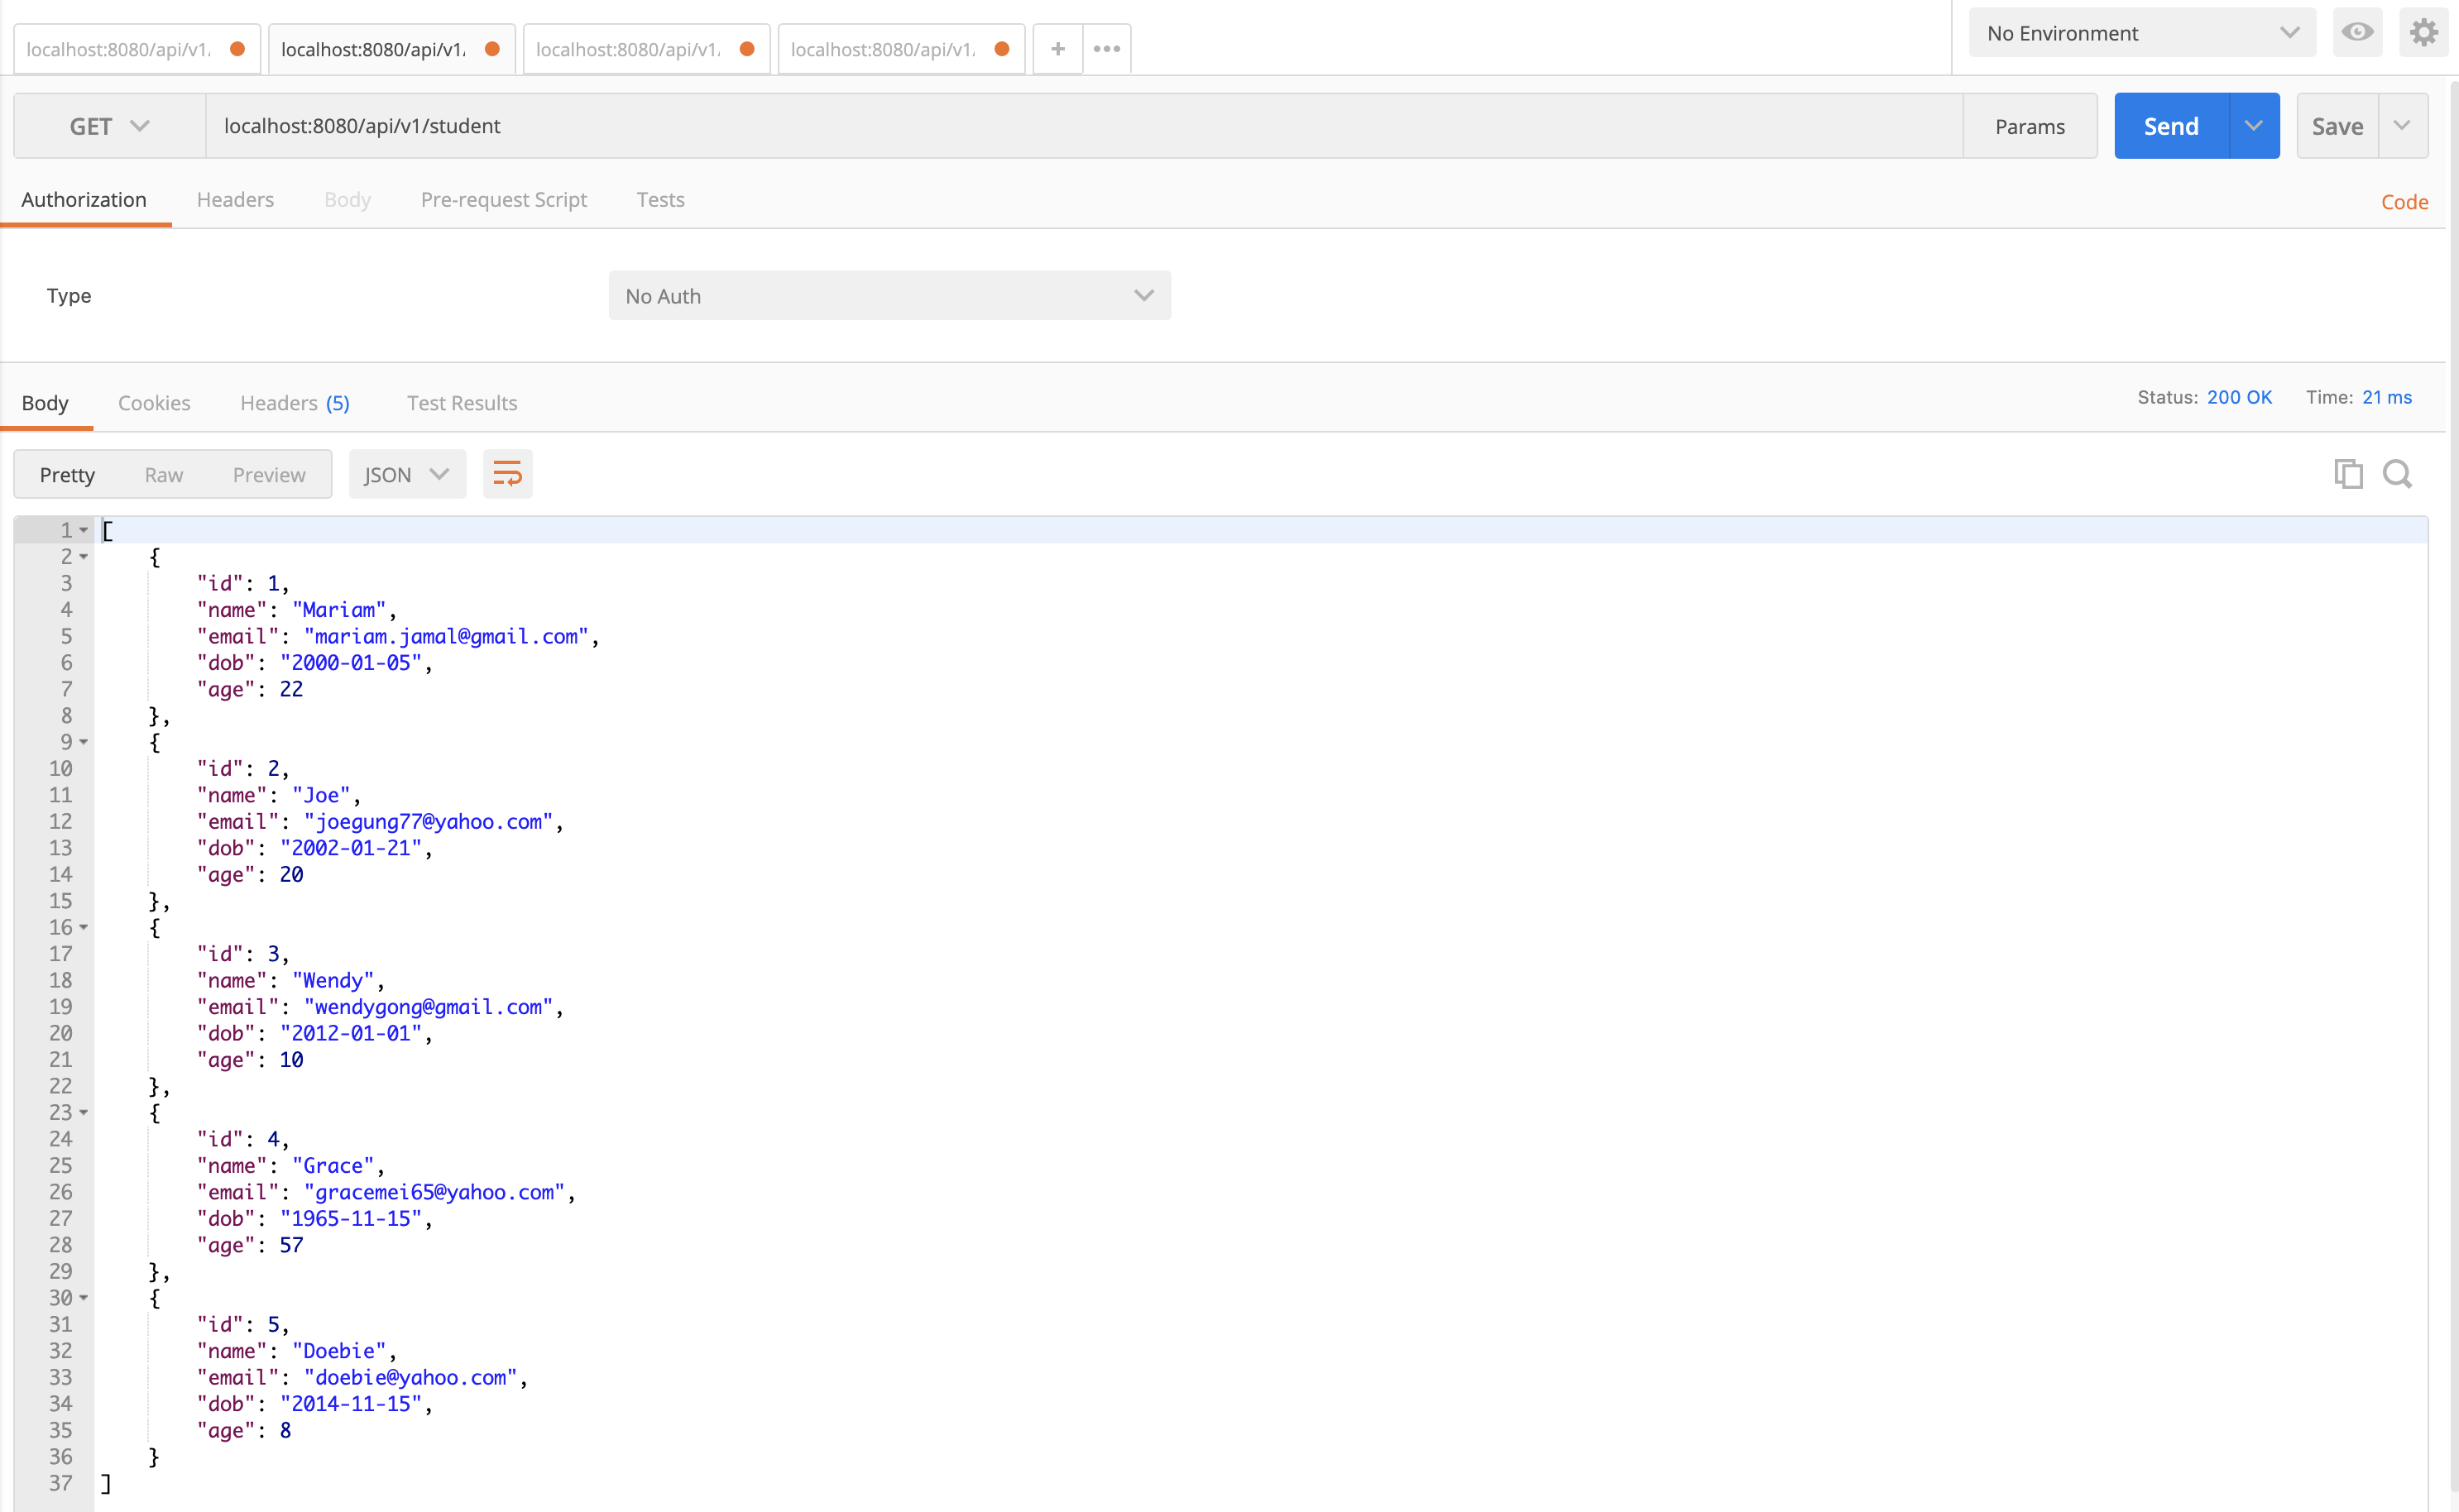 localhost:8080/api/v1/ localhost:8080/api/v1/ localhost:8080/api/v1/ localhost:8080/api/v1/ + ••• No Environment
GET localhost:8080/api/v1/student Params Send Save
Authorization Headers Body Pre-request Script Tests Code
Type No Auth
Body Cookies Headers (5) Test Results Status: 200 OK Time: 21 ms
Pretty Raw Preview JSON
1 [
2 {
3 "id": 1,
4 "name": "Mariam",
5 "email": "mariam.jamal@gmail.com",
6 "dob": "2000-01-05",
7 "age": 22
8 },
9 {
10 "id": 2,
11 "name": "Joe",
12 "email": "joegung77@yahoo.com",
13 "dob": "2002-01-21",
14 "age": 20
15 },
16 {
17 "id": 3,
18 "name": "Wendy",
19 "email": "wendygong@gmail.com",
20 "dob": "2012-01-01",
21 "age": 10
22 },
23 {
24 "id": 4,
25 "name": "Grace",
26 "email": "gracemei65@yahoo.com",
27 "dob": "1965-11-15",
28 "age": 57
29 },
30 {
31 "id": 5,
32 "name": "Doebie",
33 "email": "doebie@yahoo.com",
34 "dob": "2014-11-15",
35 "age": 8
36 }
37 ]